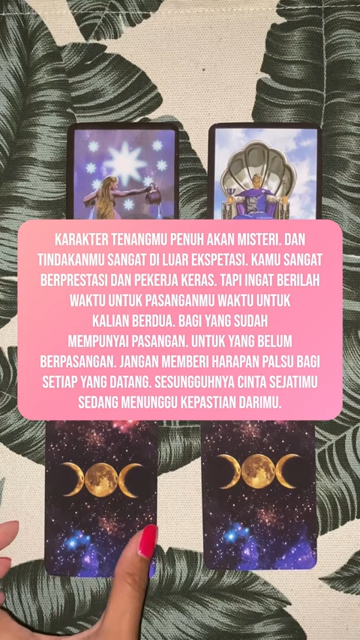 KARAKTER TENANGMU PENUH AKAN MISTERI. DAN
TINDAKANMU SANGAT DI LUAR EKSPETASI. KAMU SANGAT
BERPRESTASI DAN PEKERJA KERAS. TAPI INGAT BERILAH
WAKTU UNTUK PASANGANMU WAKTU UNTUK
KALIAN BERDUA. BAGI YANG SUDAH
MEMPUNYAI PASANGAN. UNTUK YANG BELUM
BERPASANGAN. JANGAN MEMBERI HARAPAN PALSU BAGI
SETIAP YANG DATANG. SESUNGGUHNYA CINTA SEJATIMU
SEDANG MENUNGGU KEPASTIAN DARIMU.